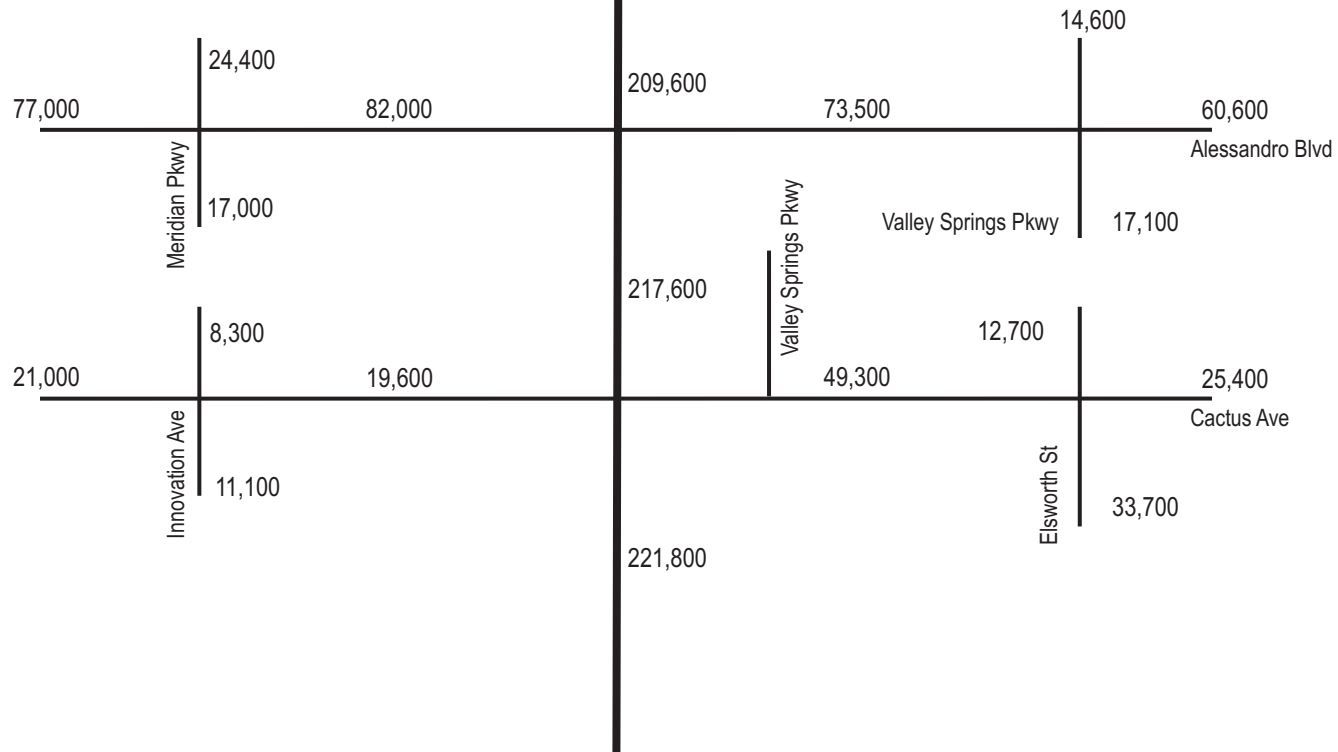 14,600
24,400
209,600
77,000
82,000
73,500
60,600
Alessandro Blvd
Meridian Pkwy
17,000
Valley Springs Pkwy
17,100
Valley Springs Pkwy
217,600
8,300
12,700
21,000
19,600
49,300
25,400
Cactus Ave
Innovation Ave
11,100
Elsworth St
33,700
221,800